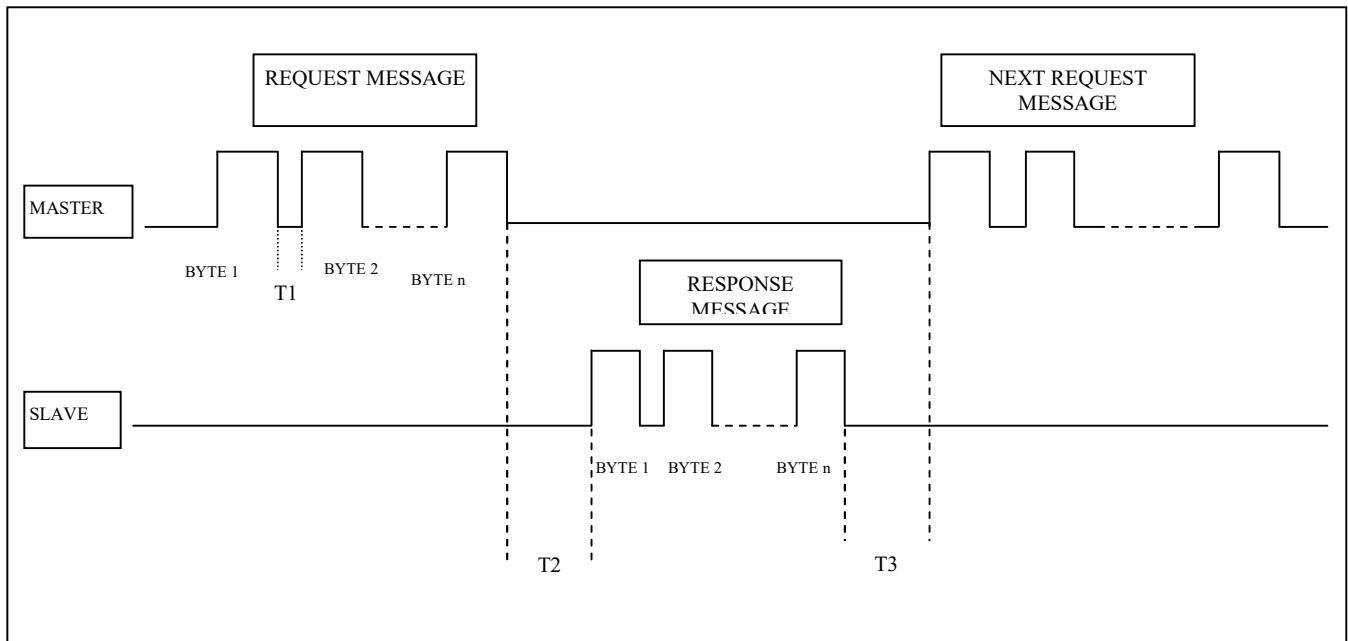 REQUEST MESSAGE
NEXT REQUEST
MESSAGE
MASTER
BYTE 1
T1
BYTE 2
BYTE n
RESPONSE
MESSAGE
SLAVE
BYTE 1
BYTE 2
BYTE n
T2
T3